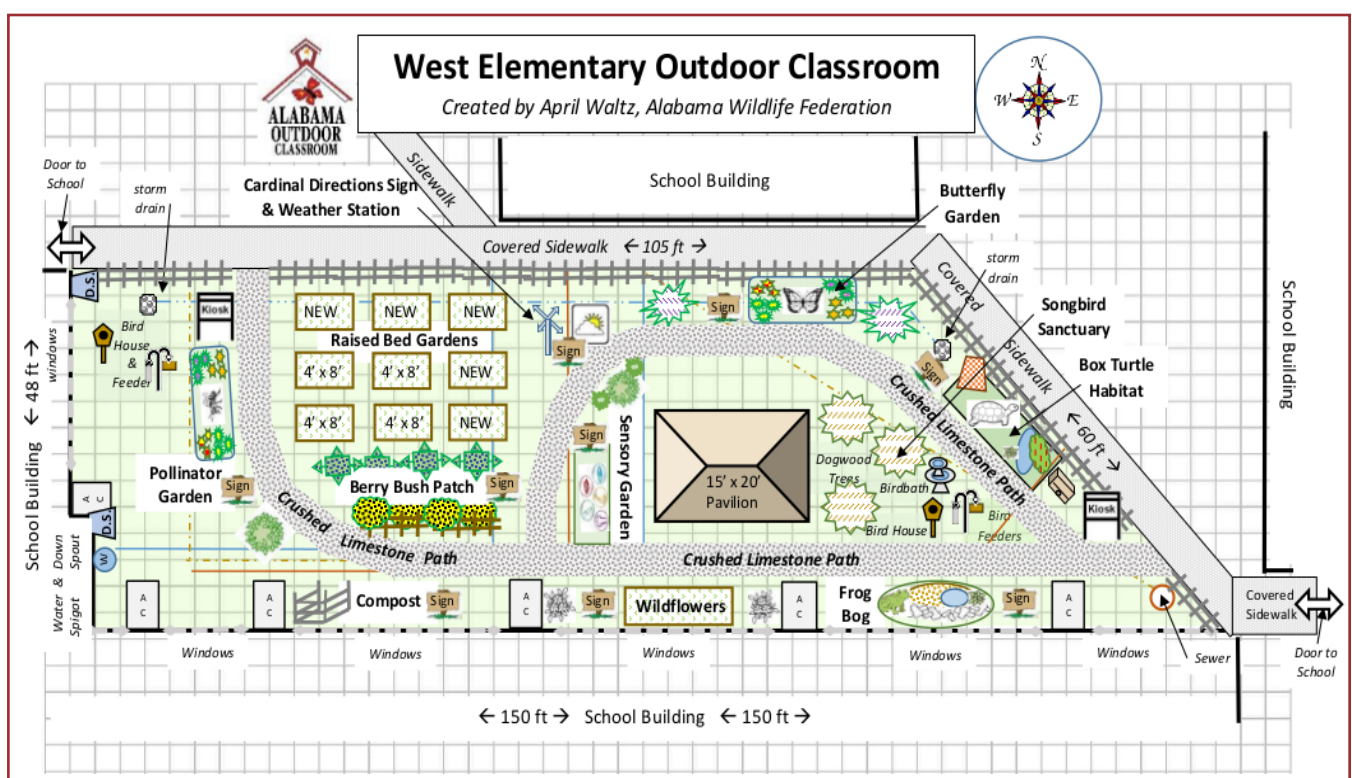 West Elementary Outdoor Classroom
Created by April Waltz, Alabama Wildlife Federation
ALABAMA
OUTDOOR
CLASSROOM
N
W
E
S
Door to
School
storm
drain
Sidewalk
Cardinal Directions Sign
& Weather Station
School Building
Butterfly
Garden
Covered Sidewalk ← 105 ft →
Covered
Sidewalk
← 60 ft →
storm
drain
Songbird
Sanctuary
Box Turtle
Habitat
School Building
D.S.
Kiosk
Bird
House
&
Feeder
windows
School Building ← 48 ft →
NEW
NEW
NEW
Raised Bed Gardens
4' x 8'
4' x 8'
NEW
4' x 8'
4' x 8'
NEW
Sign
Sign
Sign
Sign
Sensory Garden
15' x 20'
Pavilion
Dogwood
Trees
Birdbath
Bird House
Bird
Feeders
Crushed Limestone Path
Kiosk
Pollinator
Garden
Sign
Berry Bush Patch
Sign
Crushed
Limestone Path
Crushed Limestone Path
A C
D.S.
W
Water & Down
Spigot
Spout
A C
A C
Compost
Sign
A C
Sign
Wildflowers
A C
Frog
Bog
Sign
A C
Covered
Sidewalk
Windows
Windows
Windows
Windows
Windows
Sewer
Door to
School
← 150 ft → School Building ← 150 ft →